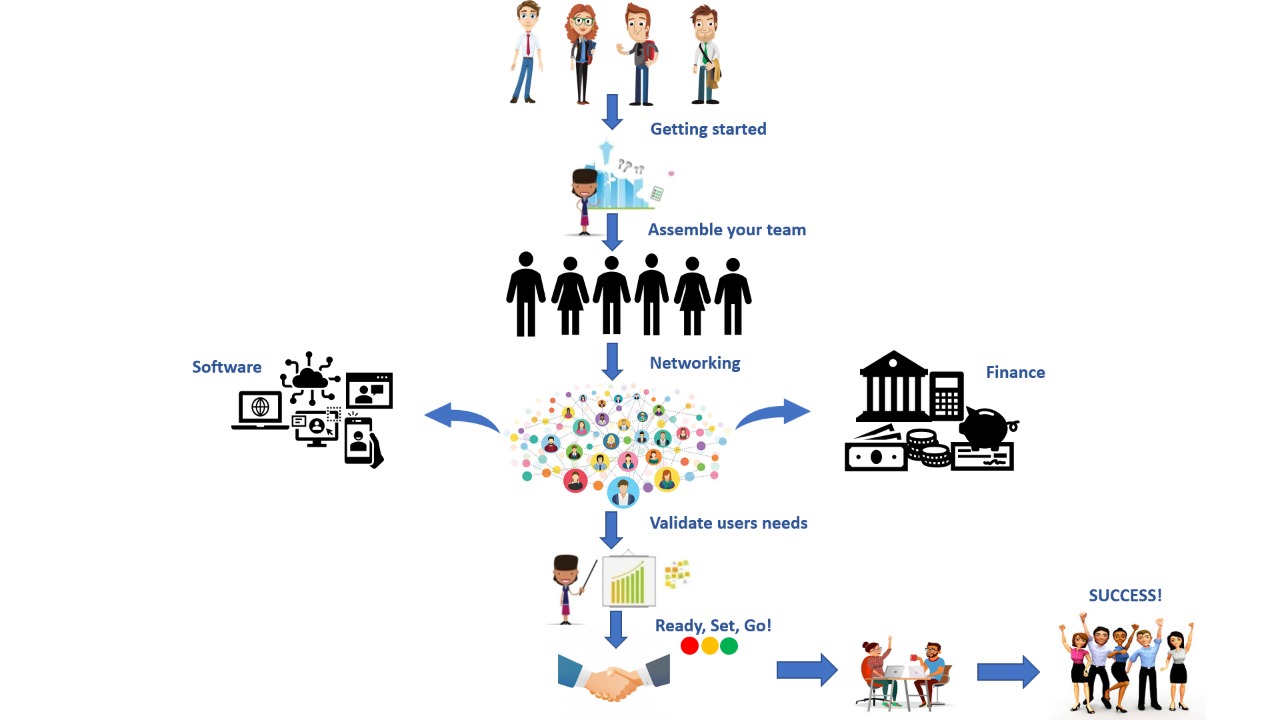 Getting started
??
??
Assemble your team
Networking
Software
Finance
Validate users needs
Ready, Set, Go!
SUCCESS!